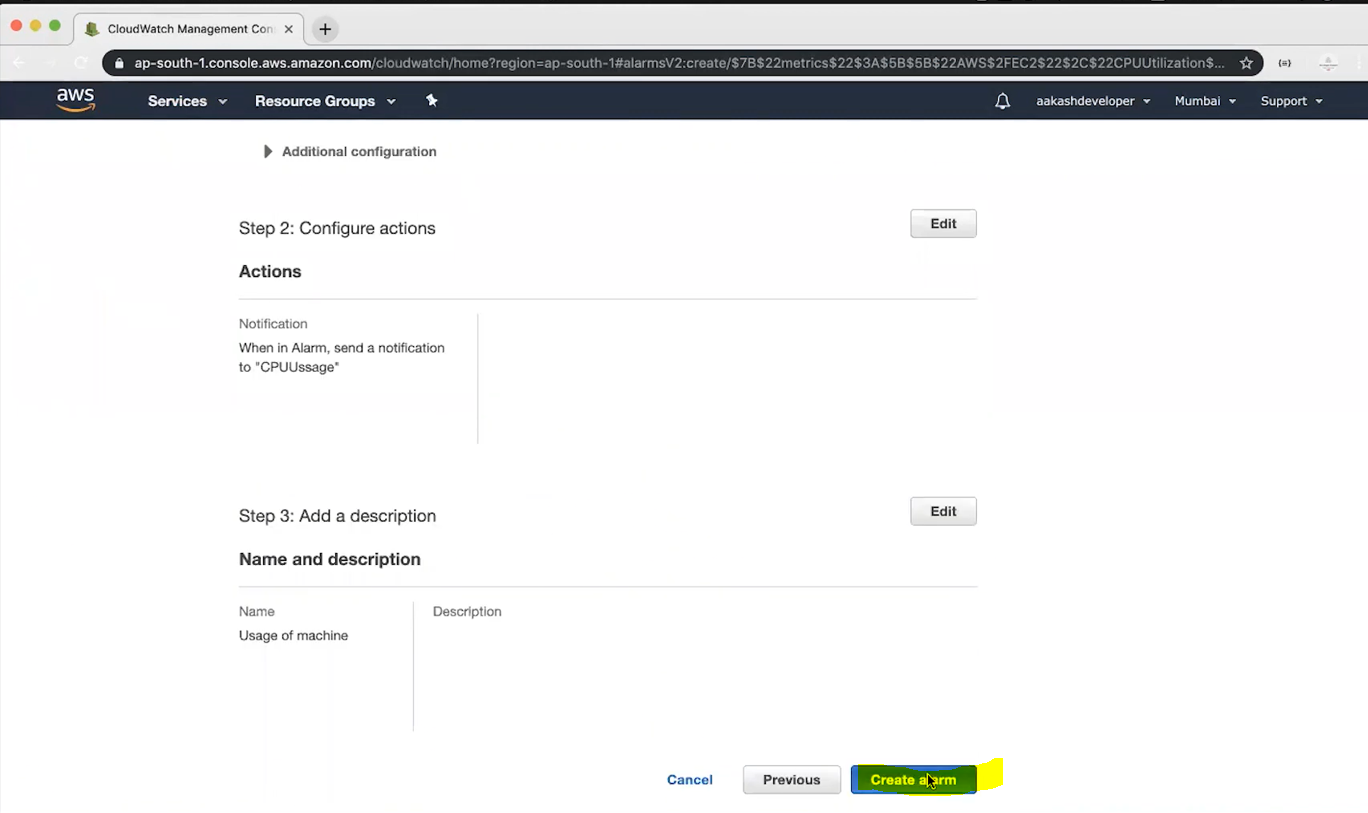 CloudWatch Management Con
ap-south-1.console.aws.amazon.com/cloudwatch/home?region=ap-south-1#alarmsV2:create/$7B$22metrics$22$3A$5B$5B$22AWS$2FEC2$22$2C$22CPUUtilization$...
aws Services Resource Groups aakashdeveloper Mumbai Support
Additional configuration
Step 2: Configure actions Edit
Actions
Notification
When in Alarm, send a notification
to "CPUUssage"
Step 3: Add a description Edit
Name and description
Name Description
Usage of machine
Cancel Previous Create alarm